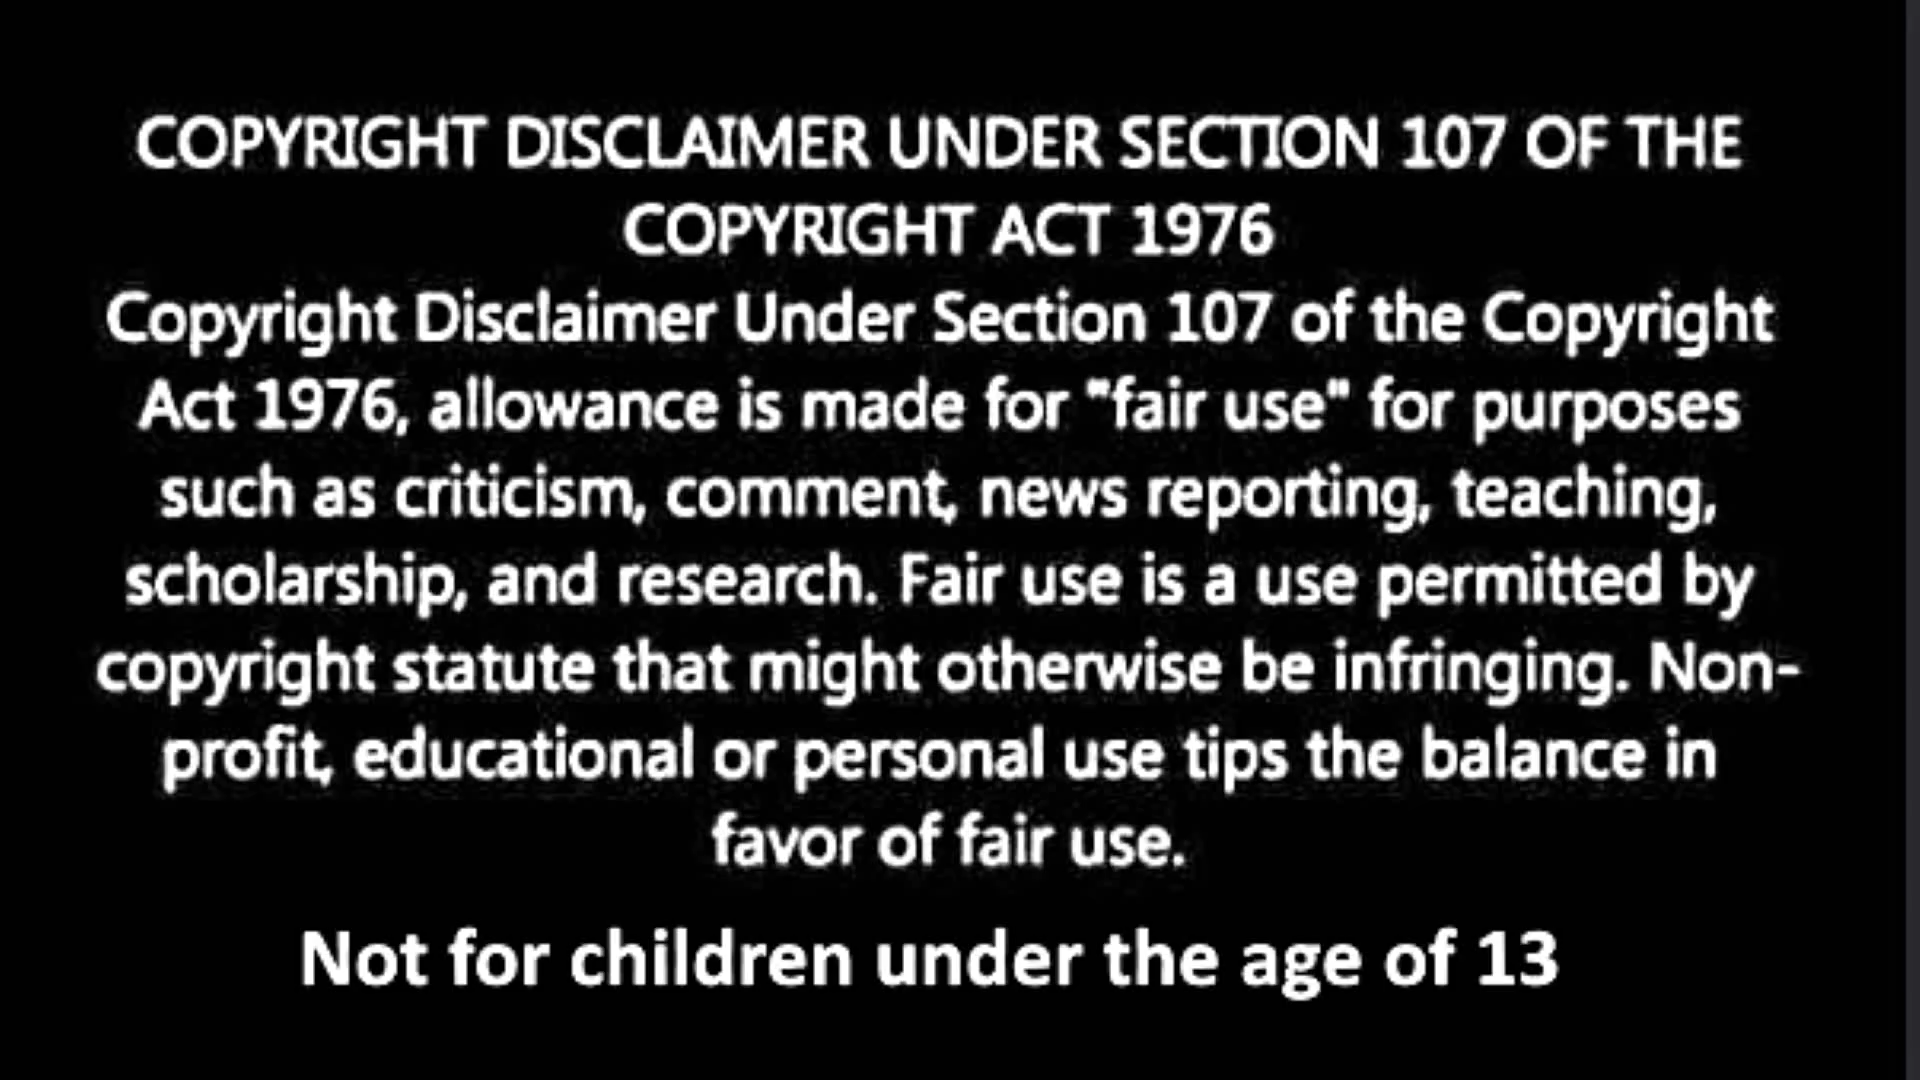 COPYRIGHT DISCLAIMER UNDER SECTION 107 OF THE
COPYRIGHT ACT 1976
Copyright Disclaimer Under Section 107 of the Copyright
Act 1976, allowance is made for "fair use" for purposes
such as criticism, comment, news reporting, teaching,
scholarship, and research. Fair use is a use permitted by
copyright statute that might otherwise be infringing. Non-
profit, educational or personal use tips the balance in
favor of fair use.
Not for children under the age of 13